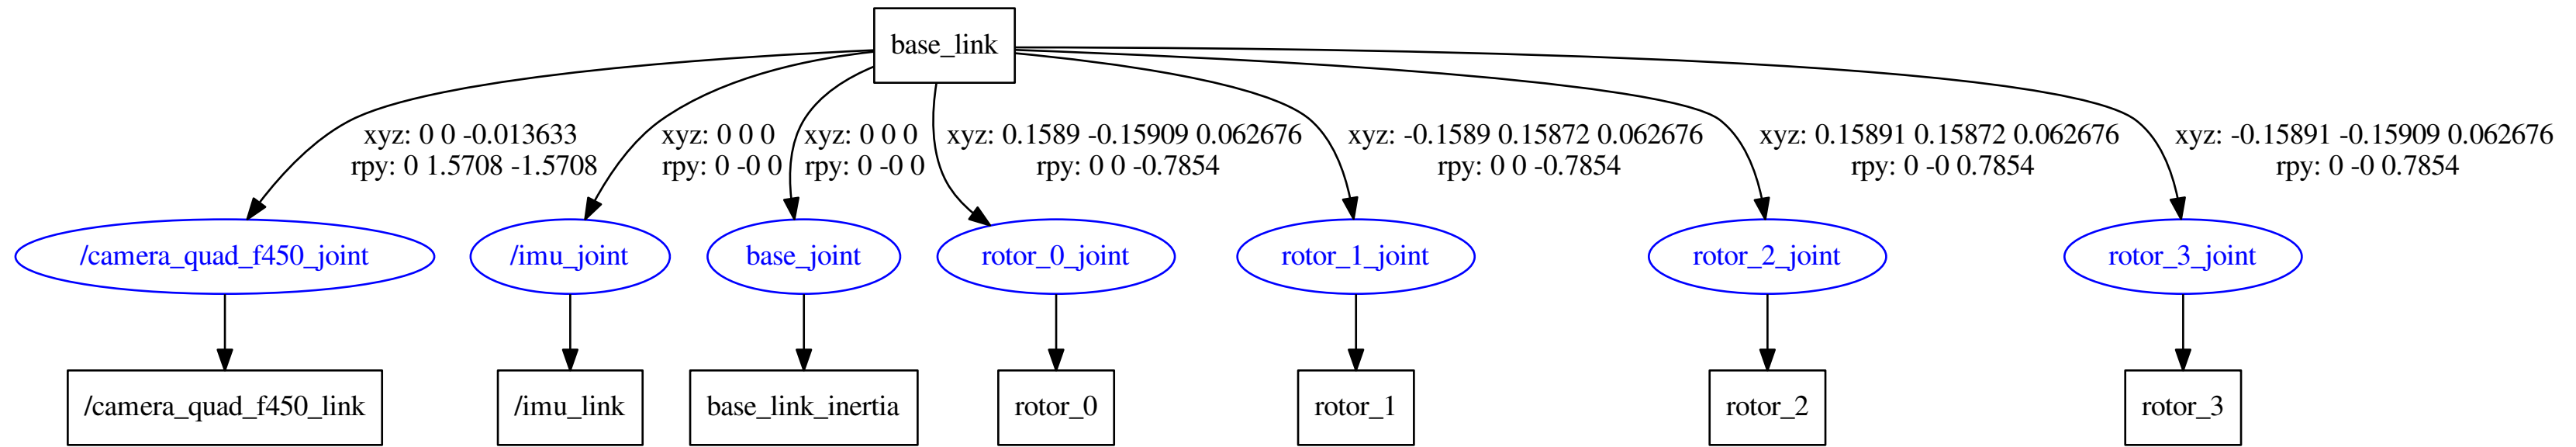 base_link
xyz: 0 0 -0.013633
rpy: 0 1.5708 -1.5708
xyz: 0 0 0
rpy: 0 -0 0
xyz: 0 0 0
rpy: 0 -0 0
xyz: 0.1589 -0.15909 0.062676
rpy: 0 0 -0.7854
xyz: -0.1589 0.15872 0.062676
rpy: 0 0 -0.7854
xyz: 0.15891 0.15872 0.062676
rpy: 0 -0 0.7854
xyz: -0.15891 -0.15909 0.062676
rpy: 0 -0 0.7854
/camera_quad_f450_joint
/imu_joint
base_joint
rotor_0_joint
rotor_1_joint
rotor_2_joint
rotor_3_joint
/camera_quad_f450_link
/imu_link
base_link_inertia
rotor_0
rotor_1
rotor_2
rotor_3